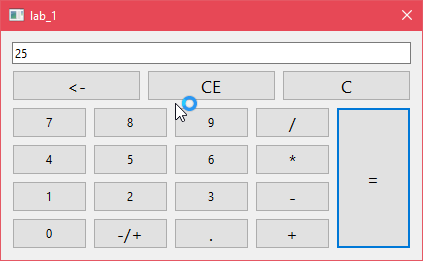 lab_1
25
<- CE C
7 8 9 /
4 5 6 *
1 2 3 - =
0 -/+ . +